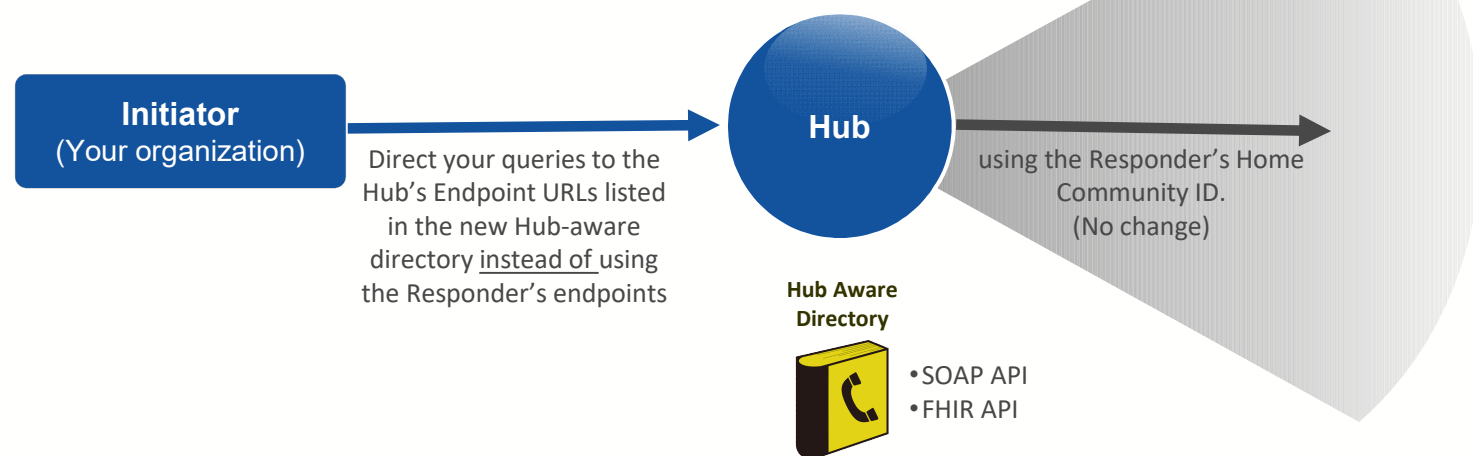 Initiator
(Your organization)
Direct your queries to the
Hub's Endpoint URLs listed
in the new Hub-aware
directory instead of using
the Responder's endpoints
Hub
using the Responder's Home
Community ID.
(No change)
Hub Aware
Directory
•SOAP API
•FHIR API